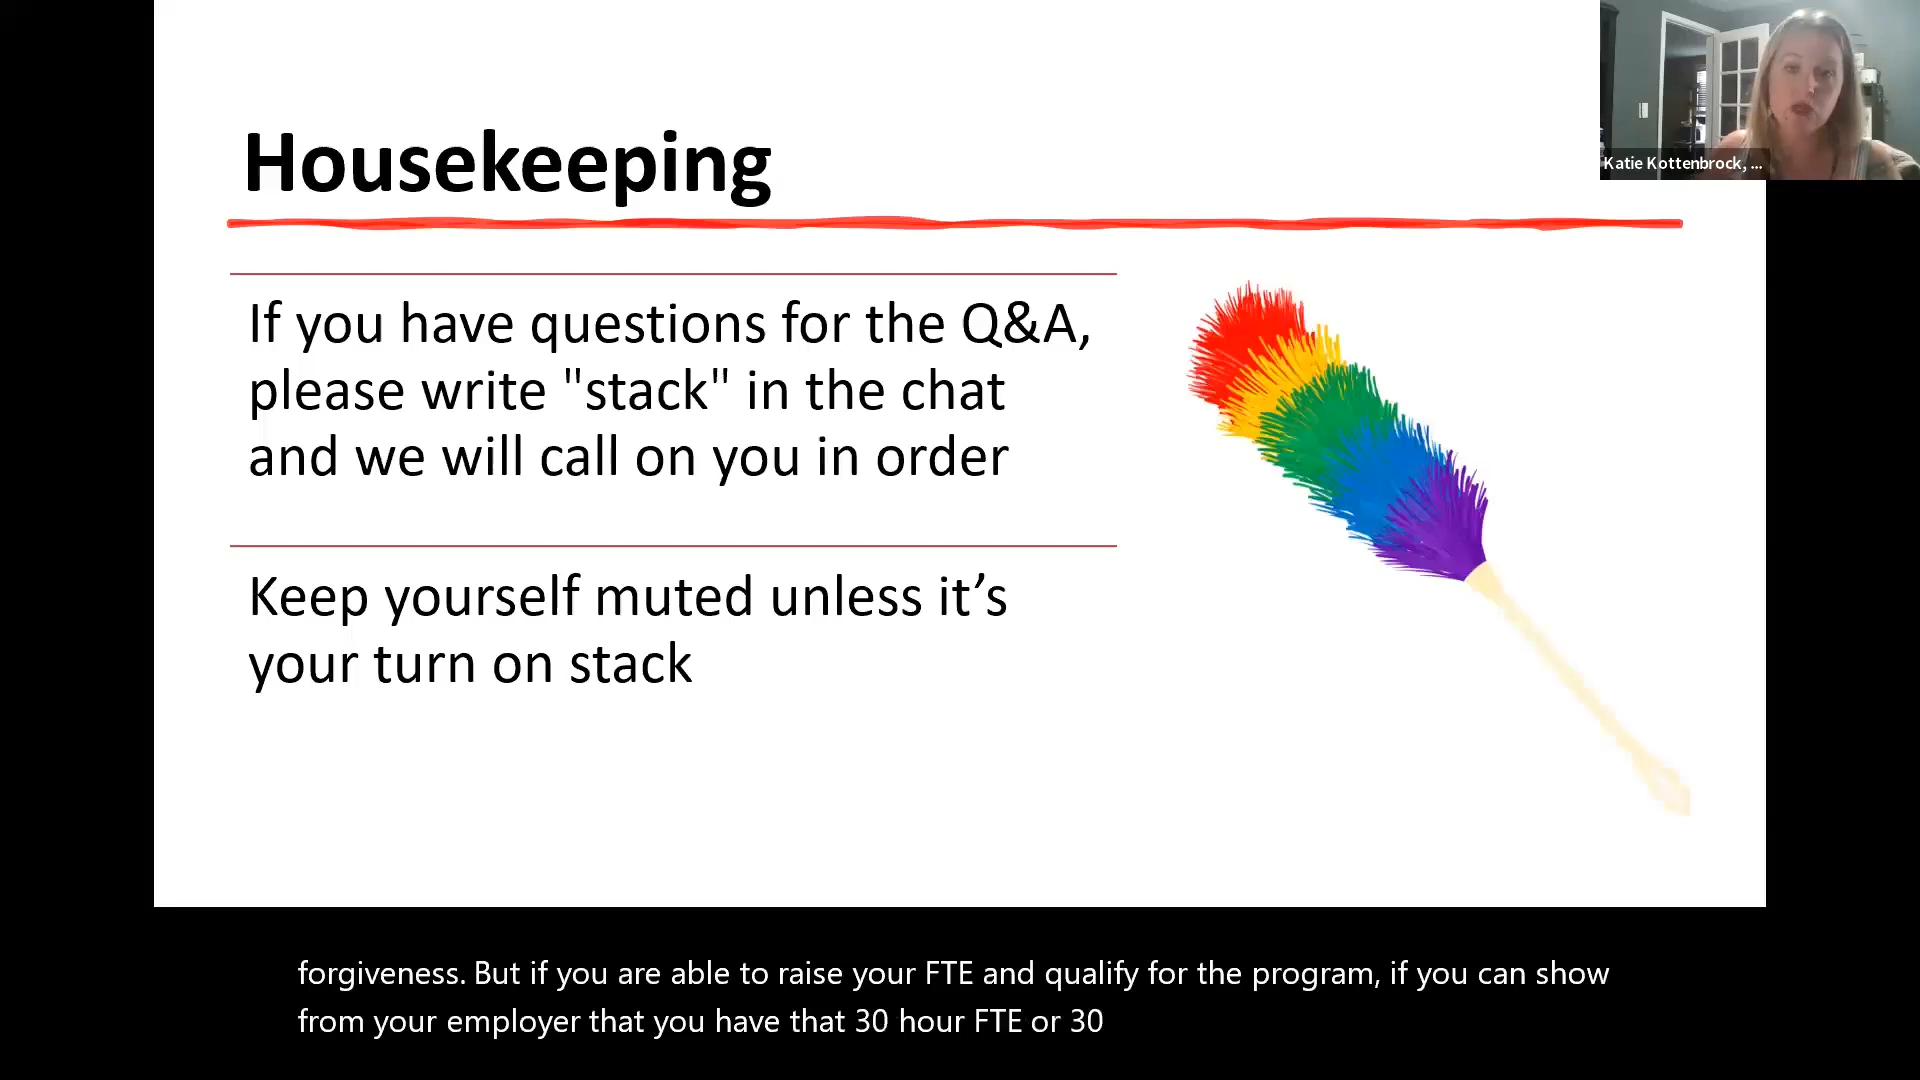 Housekeeping
Katie Kottenbrock, ...
If you have questions for the Q&A,
please write "stack" in the chat
and we will call on you in order
Keep yourself muted unless it’s
your turn on stack
forgiveness. But if you are able to raise your FTE and qualify for the program, if you can show
from your employer that you have that 30 hour FTE or 30